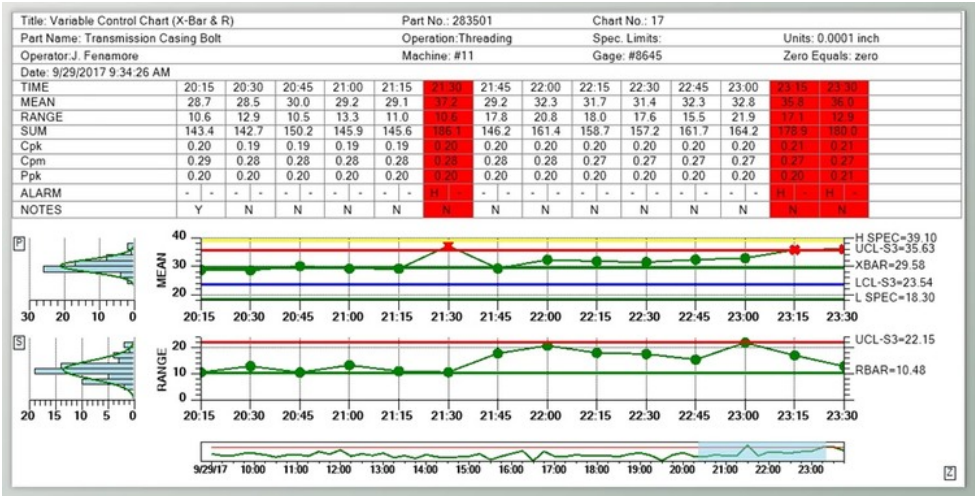 Title: Variable Control Chart (X-Bar & R) Part No.: 283501 Chart No.: 17
Part Name: Transmission Casing Bolt Operation:Threading Spec. Limits: Units: 0.0001 inch
Operator:J. Fenamore Machine: #11 Gage: #8645 Zero Equals: zero
Date: 9/29/2017 9:34:26 AM
TIME 20:15 20:30 20:45 21:00 21:15 21:30 21:45 22:00 22:15 22:30 22:45 23:00 23:15 23:30
MEAN 28.7 28.5 30.0 29.2 29.1 37.2 29.2 32.3 31.7 31.4 32.3 32.8 35.8 36.0
RANGE 10.6 12.9 10.5 13.3 11.0 10.6 17.8 20.8 18.0 17.6 15.5 21.9 17.1 12.9
SUM 143.4 142.7 150.2 145.9 145.6 186.1 146.2 161.4 158.7 157.2 161.7 164.2 178.9 180.0
Cpk 0.20 0.19 0.19 0.19 0.19 0.20 0.20 0.20 0.20 0.20 0.20 0.20 0.21 0.21
Cpm 0.29 0.28 0.28 0.28 0.28 0.28 0.28 0.28 0.27 0.27 0.27 0.27 0.27 0.27
Ppk 0.20 0.20 0.20 0.20 0.20 0.20 0.20 0.20 0.20 0.20 0.20 0.20 0.20 0.21
ALARM - - - - - - - - - - H - - - - - - - - - - - - - H - H -
NOTES Y N N N N N N N N N N N N N
P
MEAN
40
30
20
H SPEC=39.10
UCL-S3=35.63
XBAR=29.58
LCL-S3=23.54
L SPEC=18.30
30 20 10 0
20:15 20:30 20:45 21:00 21:15 21:30 21:45 22:00 22:15 22:30 22:45 23:00 23:15 23:30
S
RANGE
20
10
0
UCL-S3=22.15
RBAR=10.48
20 15 10 5 0
20:15 20:30 20:45 21:00 21:15 21:30 21:45 22:00 22:15 22:30 22:45 23:00 23:15 23:30
9/29/17 10:00 11:00 12:00 13:00 14:00 15:00 16:00 17:00 18:00 19:00 20:00 21:00 22:00 23:00
Z